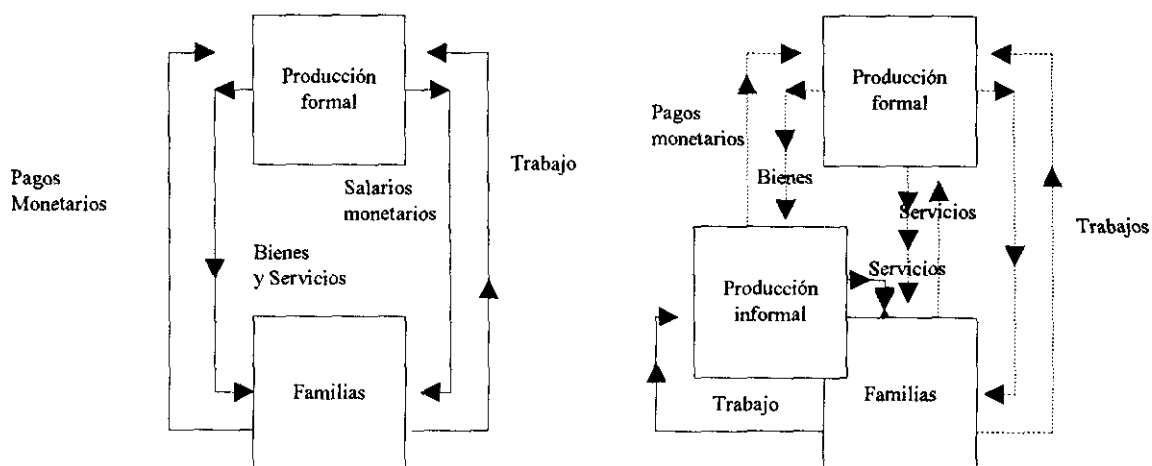 Producción
formal
Pagos
Monetarios
Salarios
monetarios
Trabajo
Bienes
y Servicios
Familias
Producción
formal
Pagos
monetarios
Bienes
Servicios
Trabajos
Servicios
Producción
informal
Trabajo
Familias